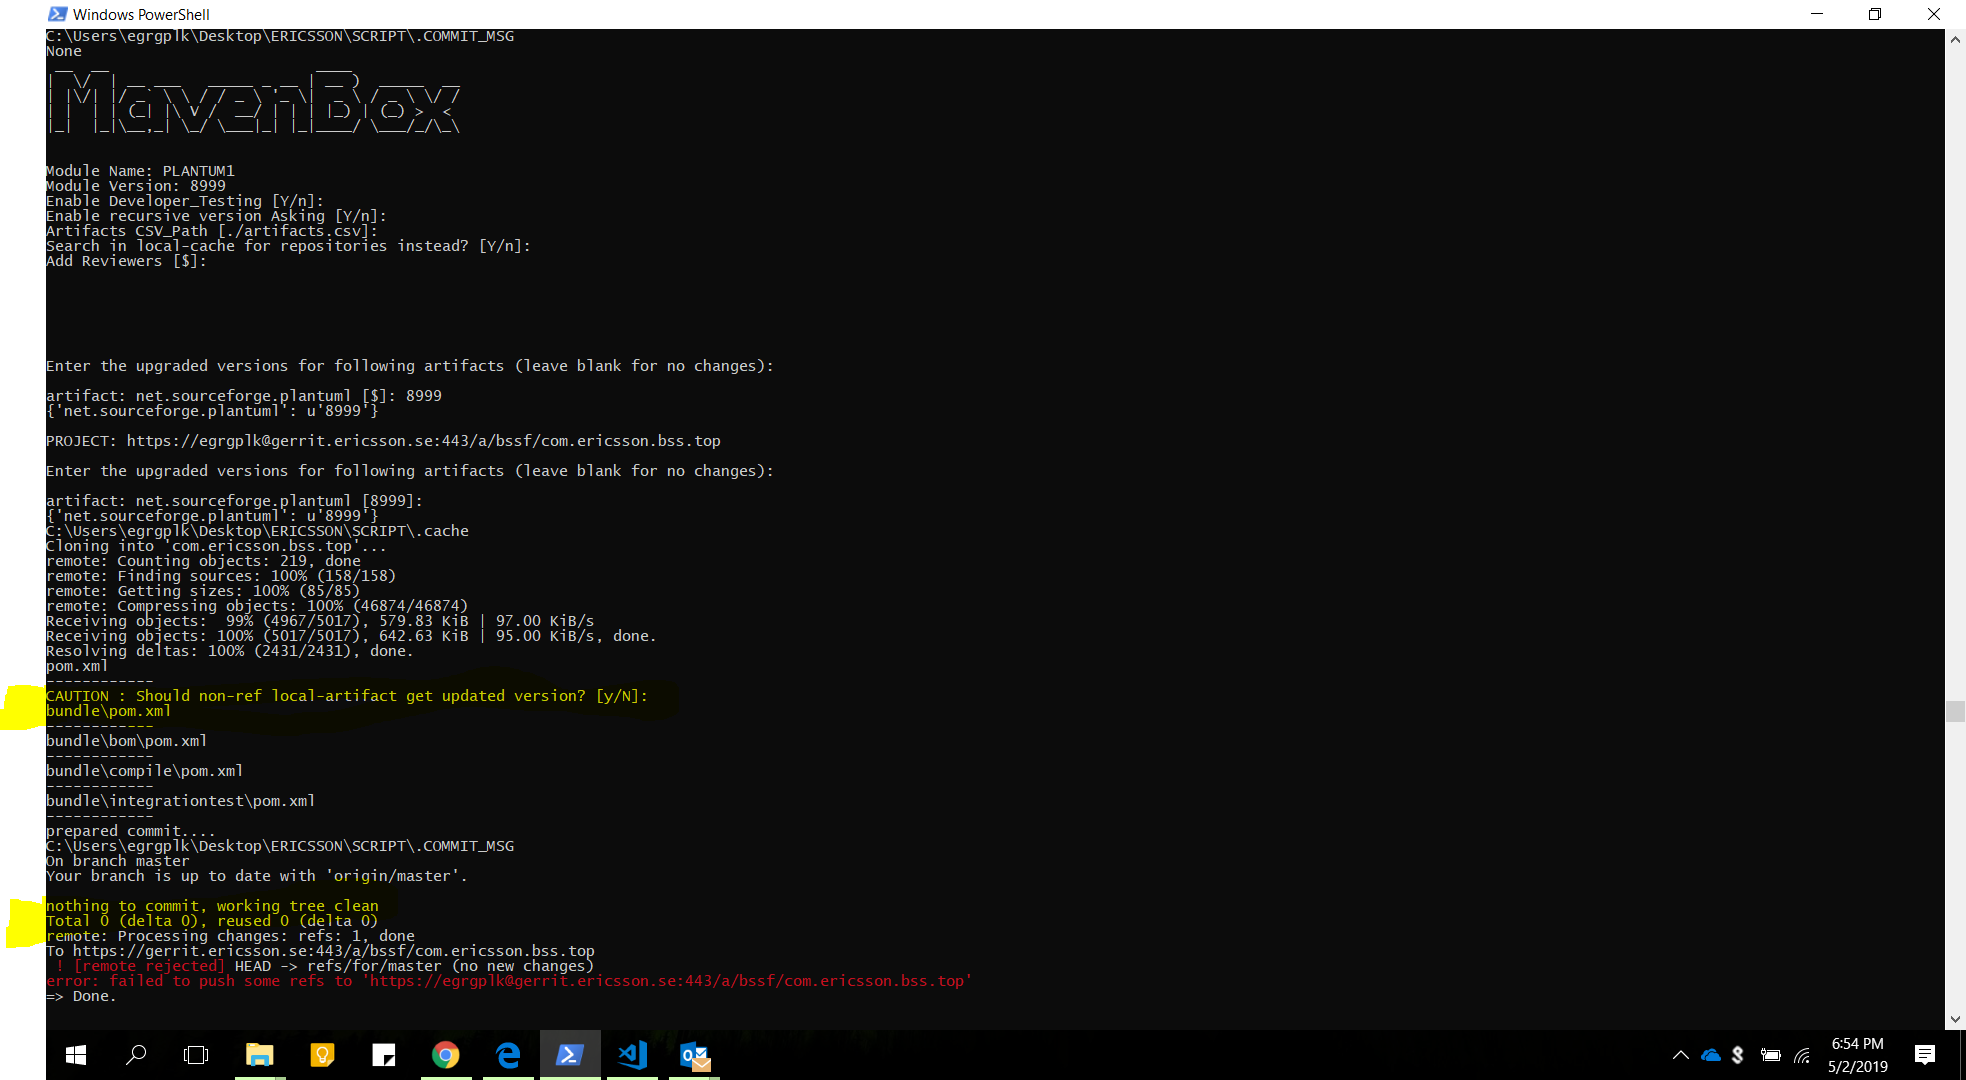 Windows PowerShell
C:\Users\egrgplk\Desktop\ERICSSON\SCRIPT\.COMMIT_MSG
None
MavenBox
Module Name: PLANTUM1
Module Version: 8999
Enable Developer_Testing [Y/n]:
Enable recursive version Asking [Y/n]:
Artifacts CSV_Path [./artifacts.csv]:
Search in local-cache for repositories instead? [Y/n]:
Add Reviewers [$]:
Enter the upgraded versions for following artifacts (leave blank for no changes):
artifact: net.sourceforge.plantuml [$]: 8999
{'net.sourceforge.plantuml': u'8999'}
PROJECT: https://egrgplk@gerrit.ericsson.se:443/a/bssf/com.ericsson.bss.top
Enter the upgraded versions for following artifacts (leave blank for no changes):
artifact: net.sourceforge.plantuml [8999]:
{'net.sourceforge.plantuml': u'8999'}
C:\Users\egrgplk\Desktop\ERICSSON\SCRIPT\.cache
Cloning into 'com.ericsson.bss.top'...
remote: Counting objects: 219, done
remote: Finding sources: 100% (158/158)
remote: Getting sizes: 100% (85/85)
remote: Compressing objects: 100% (46874/46874)
Receiving objects:  99% (4967/5017), 579.83 KiB | 97.00 KiB/s
Receiving objects: 100% (5017/5017), 642.63 KiB | 95.00 KiB/s, done.
Resolving deltas: 100% (2431/2431), done.
pom.xml
------------
CAUTION : Should non-ref local-artifact get updated version? [y/N]:
bundle\pom.xml
------------
bundle\bom\pom.xml
------------
bundle\compile\pom.xml
------------
bundle\integrationtest\pom.xml
------------
prepared commit....
C:\Users\egrgplk\Desktop\ERICSSON\SCRIPT\.COMMIT_MSG
On branch master
Your branch is up to date with 'origin/master'.
nothing to commit, working tree clean
Total 0 (delta 0), reused 0 (delta 0)
remote: Processing changes: refs: 1, done
To https://gerrit.ericsson.se:443/a/bssf/com.ericsson.bss.top
! [remote rejected] HEAD -> refs/for/master (no new changes)
error: failed to push some refs to 'https://egrgplk@gerrit.ericsson.se:443/a/bssf/com.ericsson.bss.top'
=> Done.
6:54 PM
5/2/2019